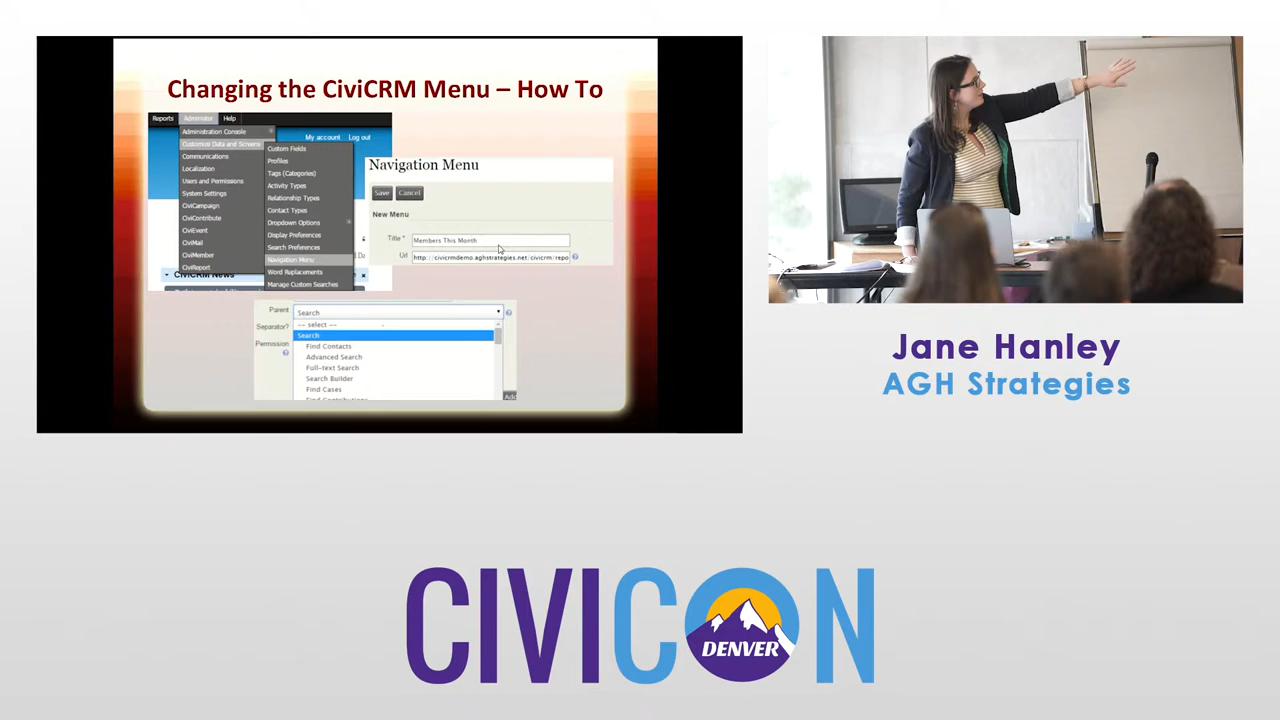 Changing the CiviCRM Menu – How To
Reports Administer Help
Administration Console
Customize Data and Screens
Communications
Localization
Users and Permissions
System Settings
CiviCampaign
CiviContribute
CiviEvent
CiviMail
CiviMember
CiviReport
My account Log out
Custom Fields
Profiles
Tags (Categories)
Activity Types
Relationship Types
Contact Types
Dropdown Options
Display Preferences
Search Preferences
Navigation Menu
Word Replacements
Manage Custom Searches
CiviCRM News
Navigation Menu
Save Cancel
New Menu
Title * Members This Month
Url http://civicrmdemo.aghstrategies.net/civicrm/repo
Parent Search
Separator? -- select --
Search
Permission
Find Contacts
Advanced Search
Full-text Search
Search Builder
Find Cases
Jane Hanley
AGH Strategies
CIVICON
DENVER